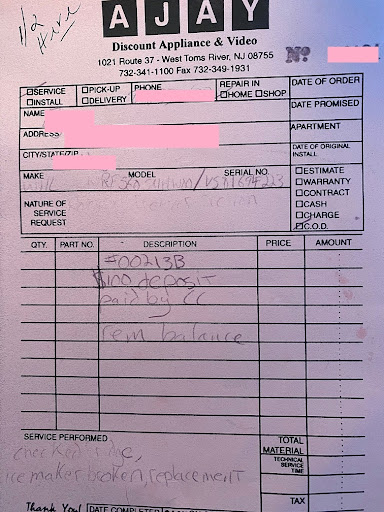 1/2
AJAY
Discount Appliance & Video
1021 Route 37 - West Toms River, NJ 08755
732-341-1100 Fax 732-349-1931
Nº
SERVICE PICK-UP PHONE REPAIR IN DATE OF ORDER
INSTALL DELIVERY HOME SHOP
DATE PROMISED
NAME
ADDRESS APARTMENT
CITY/STATE/ZIP DATE OF ORIGINAL INSTALL
MAKE MODEL SERIAL NO. ESTIMATE
WARRANTY
NATURE OF SERVICE REQUEST CONTRACT
CASH
CHARGE
C.O.D.
QTY. PART NO. DESCRIPTION PRICE AMOUNT
#00213B
$100 deposit
paid by CC
rem balance
SERVICE PERFORMED TOTAL MATERIAL
checked
TECHNICAL SERVICE TIME
ice maker broken, replacement
TAX
Thank You! DATE COMPLETED